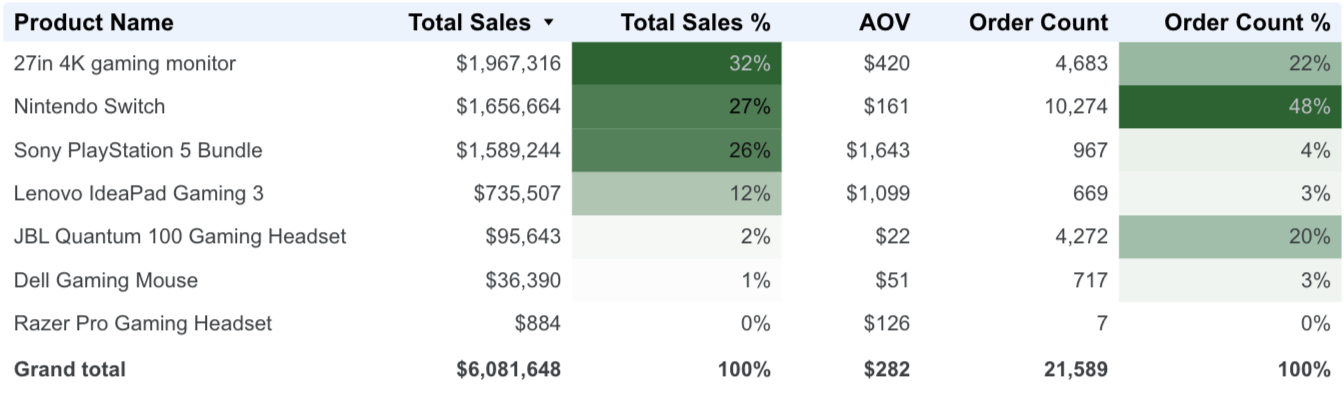 Product Name Total Sales ▼ Total Sales % AOV Order Count Order Count %
27in 4K gaming monitor $1,967,316 32% $420 4,683 22%
Nintendo Switch $1,656,664 27% $161 10,274 48%
Sony PlayStation 5 Bundle $1,589,244 26% $1,643 967 4%
Lenovo IdeaPad Gaming 3 $735,507 12% $1,099 669 3%
JBL Quantum 100 Gaming Headset $95,643 2% $22 4,272 20%
Dell Gaming Mouse $36,390 1% $51 717 3%
Razer Pro Gaming Headset $884 0% $126 7 0%
Grand total $6,081,648 100% $282 21,589 100%